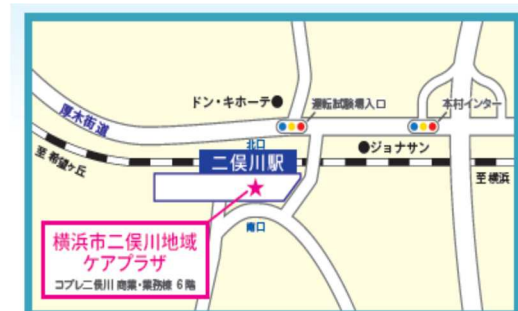 ドン・キホーテ
運転試験場入口
本村インター
厚木街道
北口
ジョナサン
至 希望ヶ丘
二俣川駅
至 横浜
南口
横浜市二俣川地域
ケアプラザ
コプレ二俣川 商業・業務棟 6階